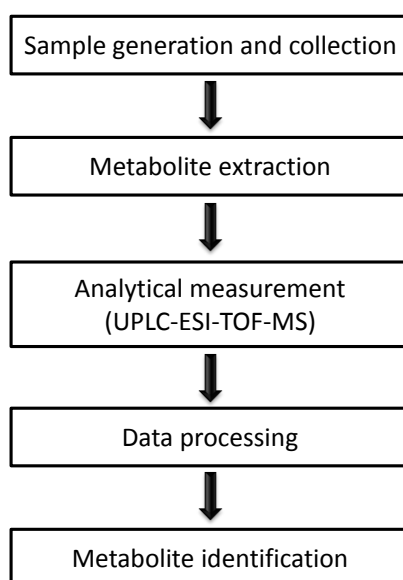 Sample generation and collection
Metabolite extraction
Analytical measurement
(UPLC-ESI-TOF-MS)
Data processing
Metabolite identification